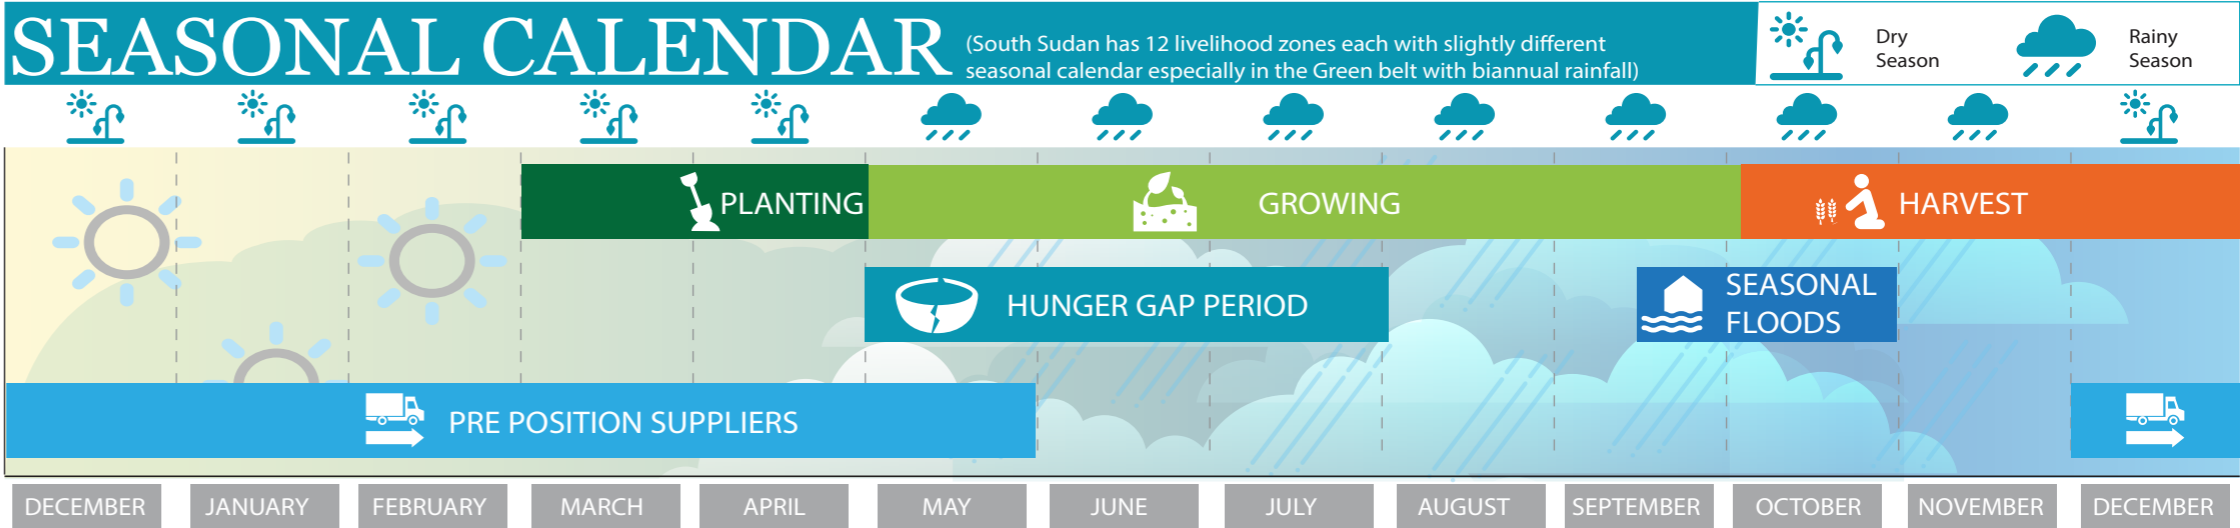 SEASONAL CALENDAR
(South Sudan has 12 livelihood zones each with slightly different
seasonal calendar especially in the Green belt with biannual rainfall)
Dry
Season
Rainy
Season
PLANTING
GROWING
HARVEST
HUNGER GAP PERIOD
SEASONAL
FLOODS
PRE POSITION SUPPLIERS
DECEMBER
JANUARY
FEBRUARY
MARCH
APRIL
MAY
JUNE
JULY
AUGUST
SEPTEMBER
OCTOBER
NOVEMBER
DECEMBER